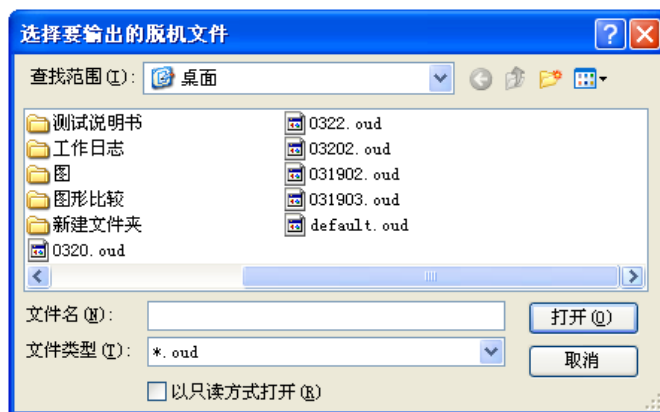 选择要输出的脱机文件
查找范围(I): 桌面
测试说明书
工作日志
图
图形比较
新建文件夹
0320.oud
0322.oud
03202.oud
031902.oud
031903.oud
default.oud
文件名(N):
打开(O)
文件类型(T): *.oud
取消
以只读方式打开(R)